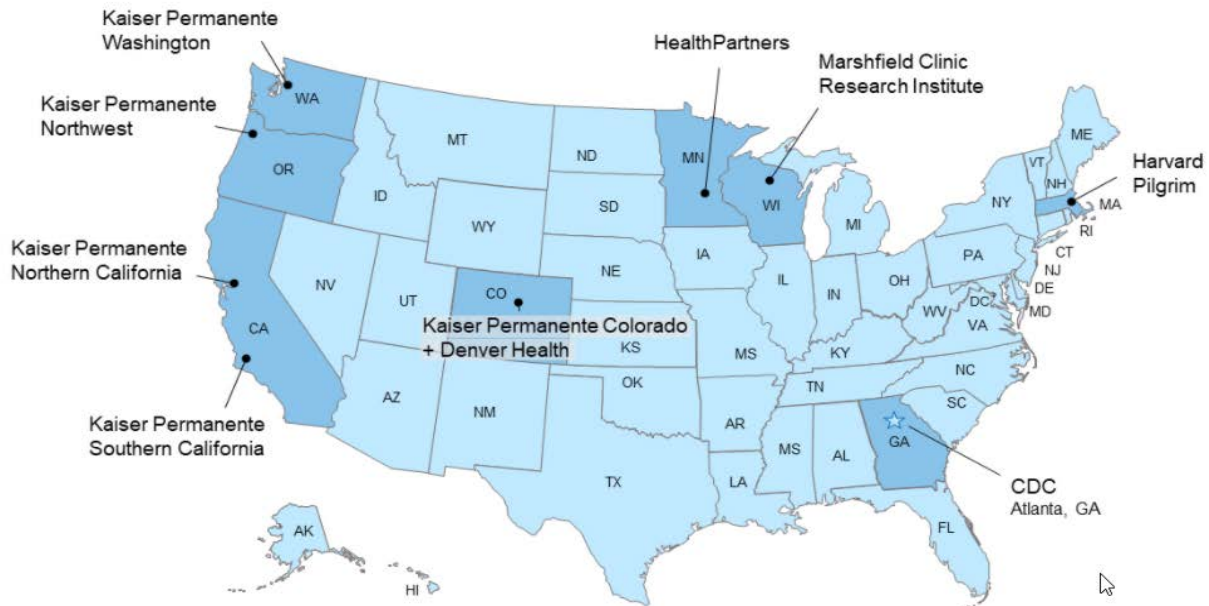 Kaiser Permanente
Washington
HealthPartners
Marshfield Clinic
Research Institute
Kaiser Permanente
Northwest
Harvard
Pilgrim
Kaiser Permanente
Northern California
Kaiser Permanente Colorado
+ Denver Health
Kaiser Permanente
Southern California
CDC
Atlanta, GA
WA
OR
CA
ID
NV
MT
WY
UT
AZ
CO
NM
ND
SD
NE
KS
OK
TX
MN
IA
MS
AR
LA
WI
IL
MI
IN
OH
KY
TN
MS
AL
GA
FL
SC
NC
VA
WV
DC
MD
DE
NJ
PA
NY
CT
RI
MA
VT
NH
ME
AK
HI